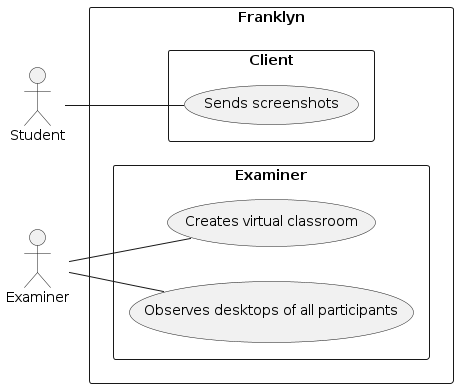 Franklyn
Client
Sends screenshots
Student
Examiner
Creates virtual classroom
Examiner
Observes desktops of all participants